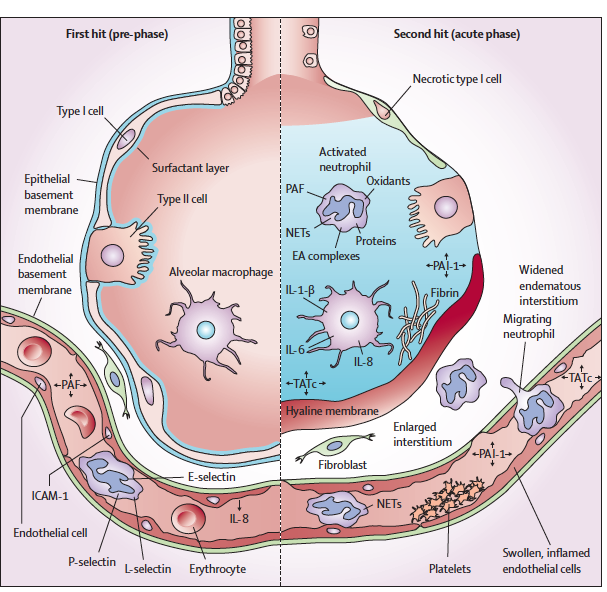 First hit (pre-phase)
Second hit (acute phase)
Necrotic type I cell
Type I cell
Surfactant layer
Epithelial
basement
membrane
Type II cell
Activated
neutrophil
PAF
Oxidants
NETs
Proteins
EA complexes
Endothelial
basement
membrane
Alveolar macrophage
PAI-1
IL-1-β
Fibrin
Widened
endematous
interstitium
Migrating
neutrophil
IL-6
IL-8
PAF
TATc
TATc
Hyaline membrane
Enlarged
interstitium
Fibroblast
PAI-1
E-selectin
ICAM-1
IL-8
NETs
Endothelial cell
P-selectin
L-selectin
Erythrocyte
Platelets
Swollen, inflamed
endothelial cells